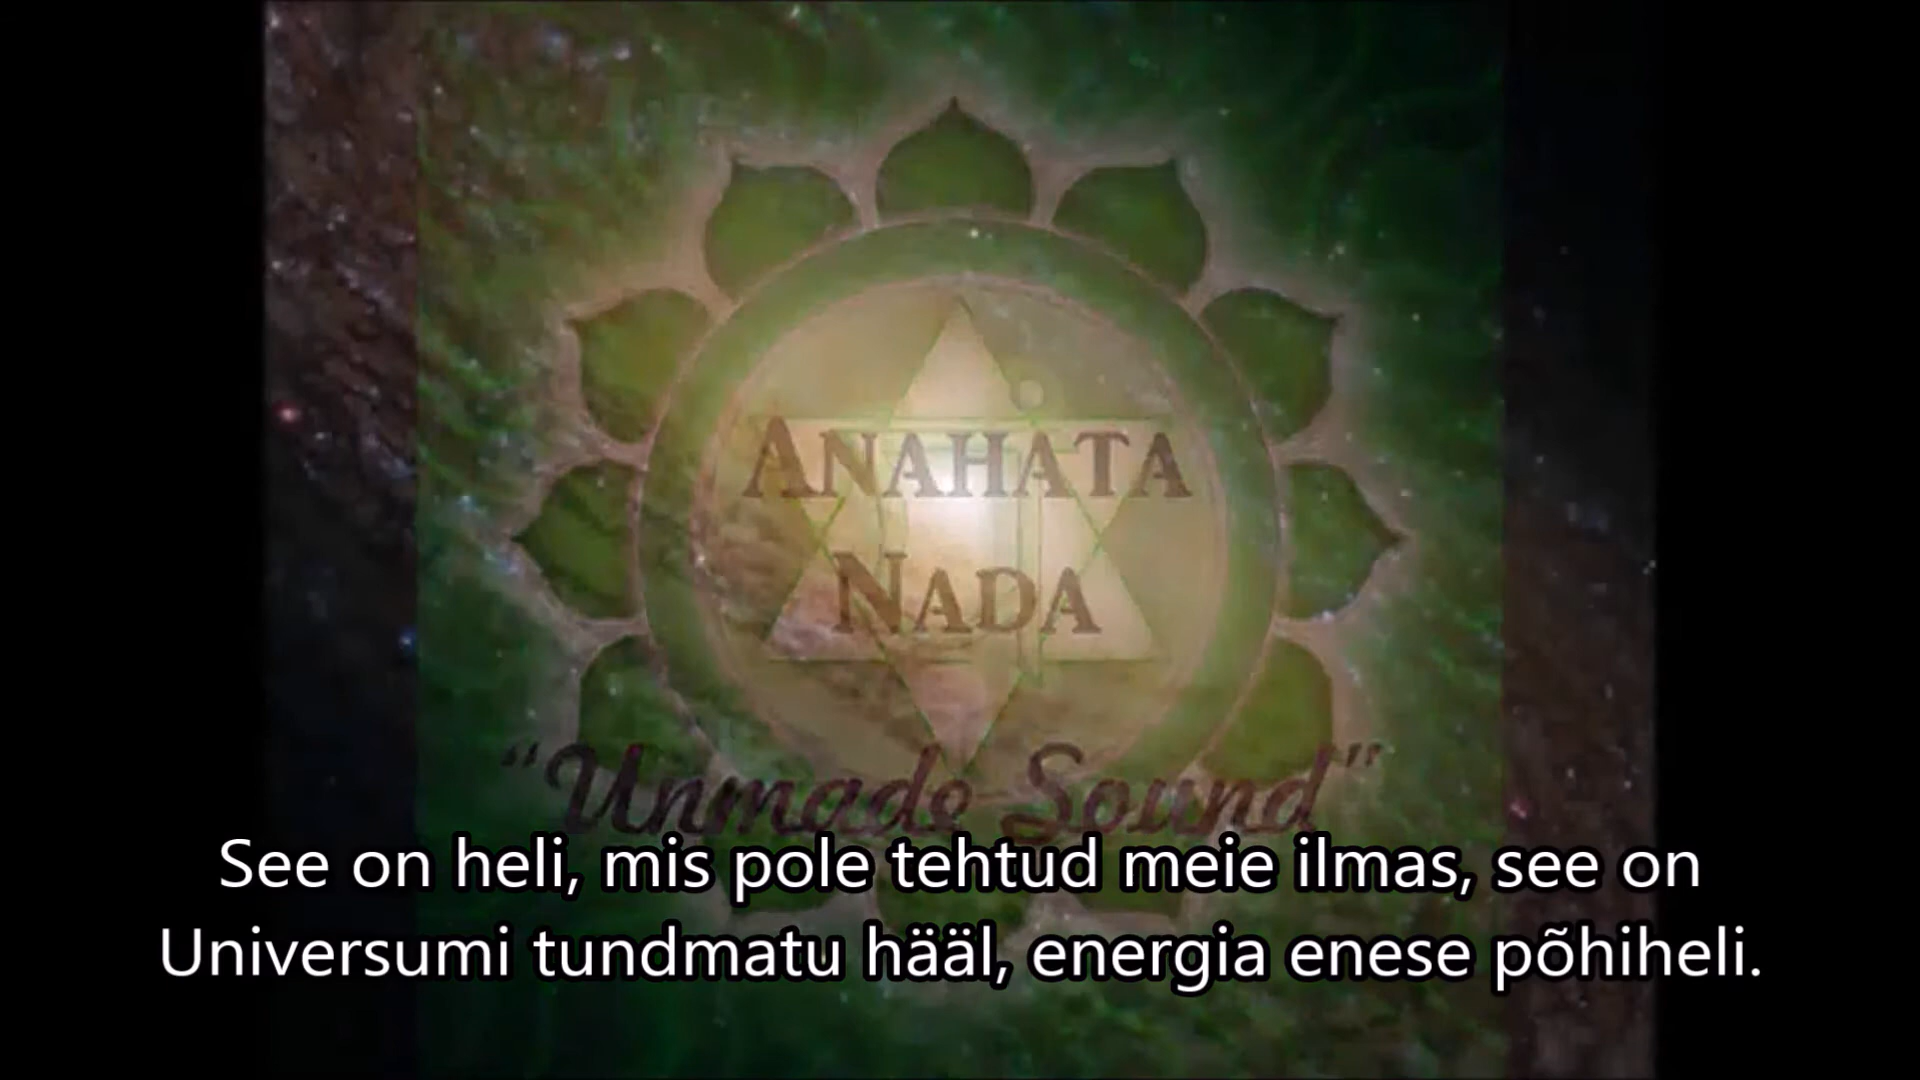 ANAHATA
NADA
"Unmade Sound"
See on heli, mis pole tehtud meie ilmas, see on
Universumi tundmatu hääl, energia enese põhiheli.